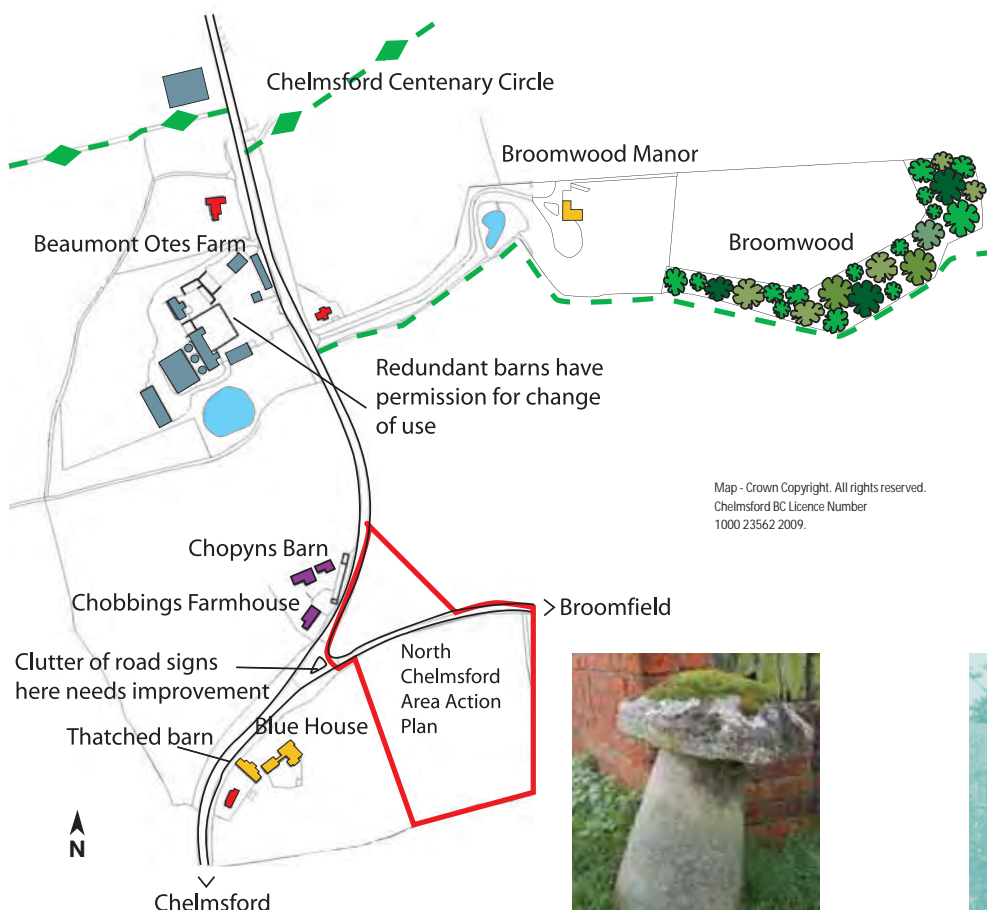 Chelmsford Centenary Circle
Broomwood Manor
Beaumont Otes Farm
Broomwood
Redundant barns have
permission for change
of use
Map - Crown Copyright. All rights reserved.
Chelmsford BC Licence Number
1000 23562 2009.
Chopyns Barn
Chobbings Farmhouse
Broomfield
Clutter of road signs
here needs improvement
North
Chelmsford
Area Action
Plan
Blue House
Thatched barn
N
Chelmsford